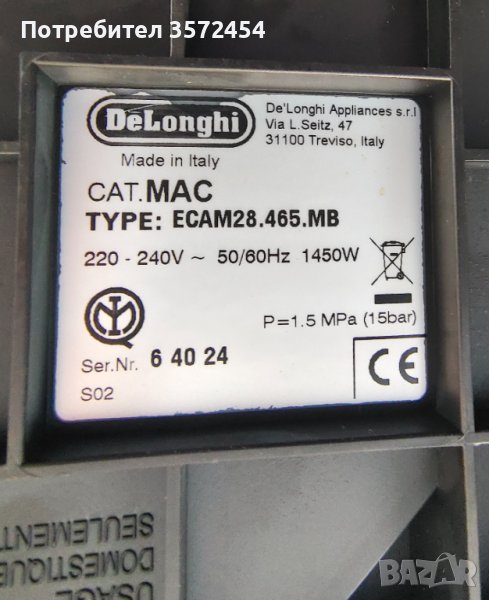 Потребител 3572454
DeLonghi
De'Longhi Appliances s.r.l
Via L.Seitz, 47
31100 Treviso, Italy
Made in Italy
CAT.MAC
TYPE: ECAM28.465.MB
220 - 240V ~ 50/60Hz 1450W
P=1.5 MPa (15bar)
Ser.Nr. 6 40 24
S02
CE
USAGE
DOMESTIQUE
SEULEMENT
BAZAR